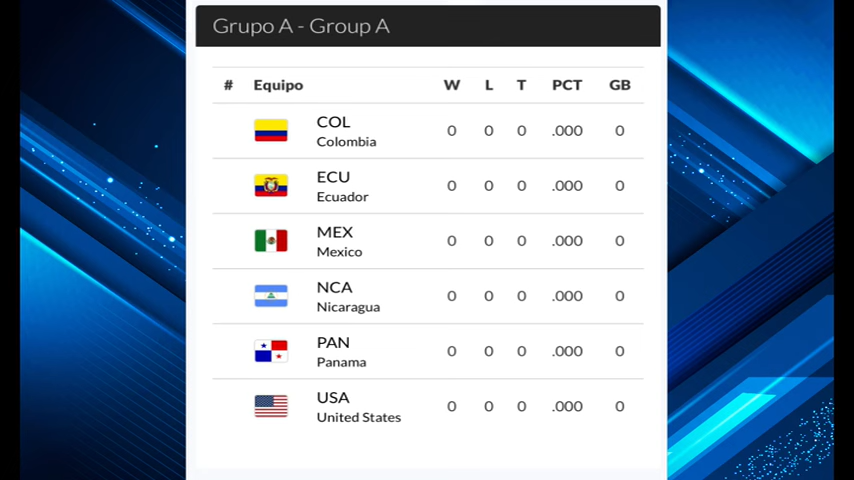 Grupo A - Group A
# Equipo W L T PCT GB
COL
Colombia
0 0 0 .000 0
ECU
Ecuador
0 0 0 .000 0
MEX
Mexico
0 0 0 .000 0
NCA
Nicaragua
0 0 0 .000 0
PAN
Panama
0 0 0 .000 0
USA
United States
0 0 0 .000 0